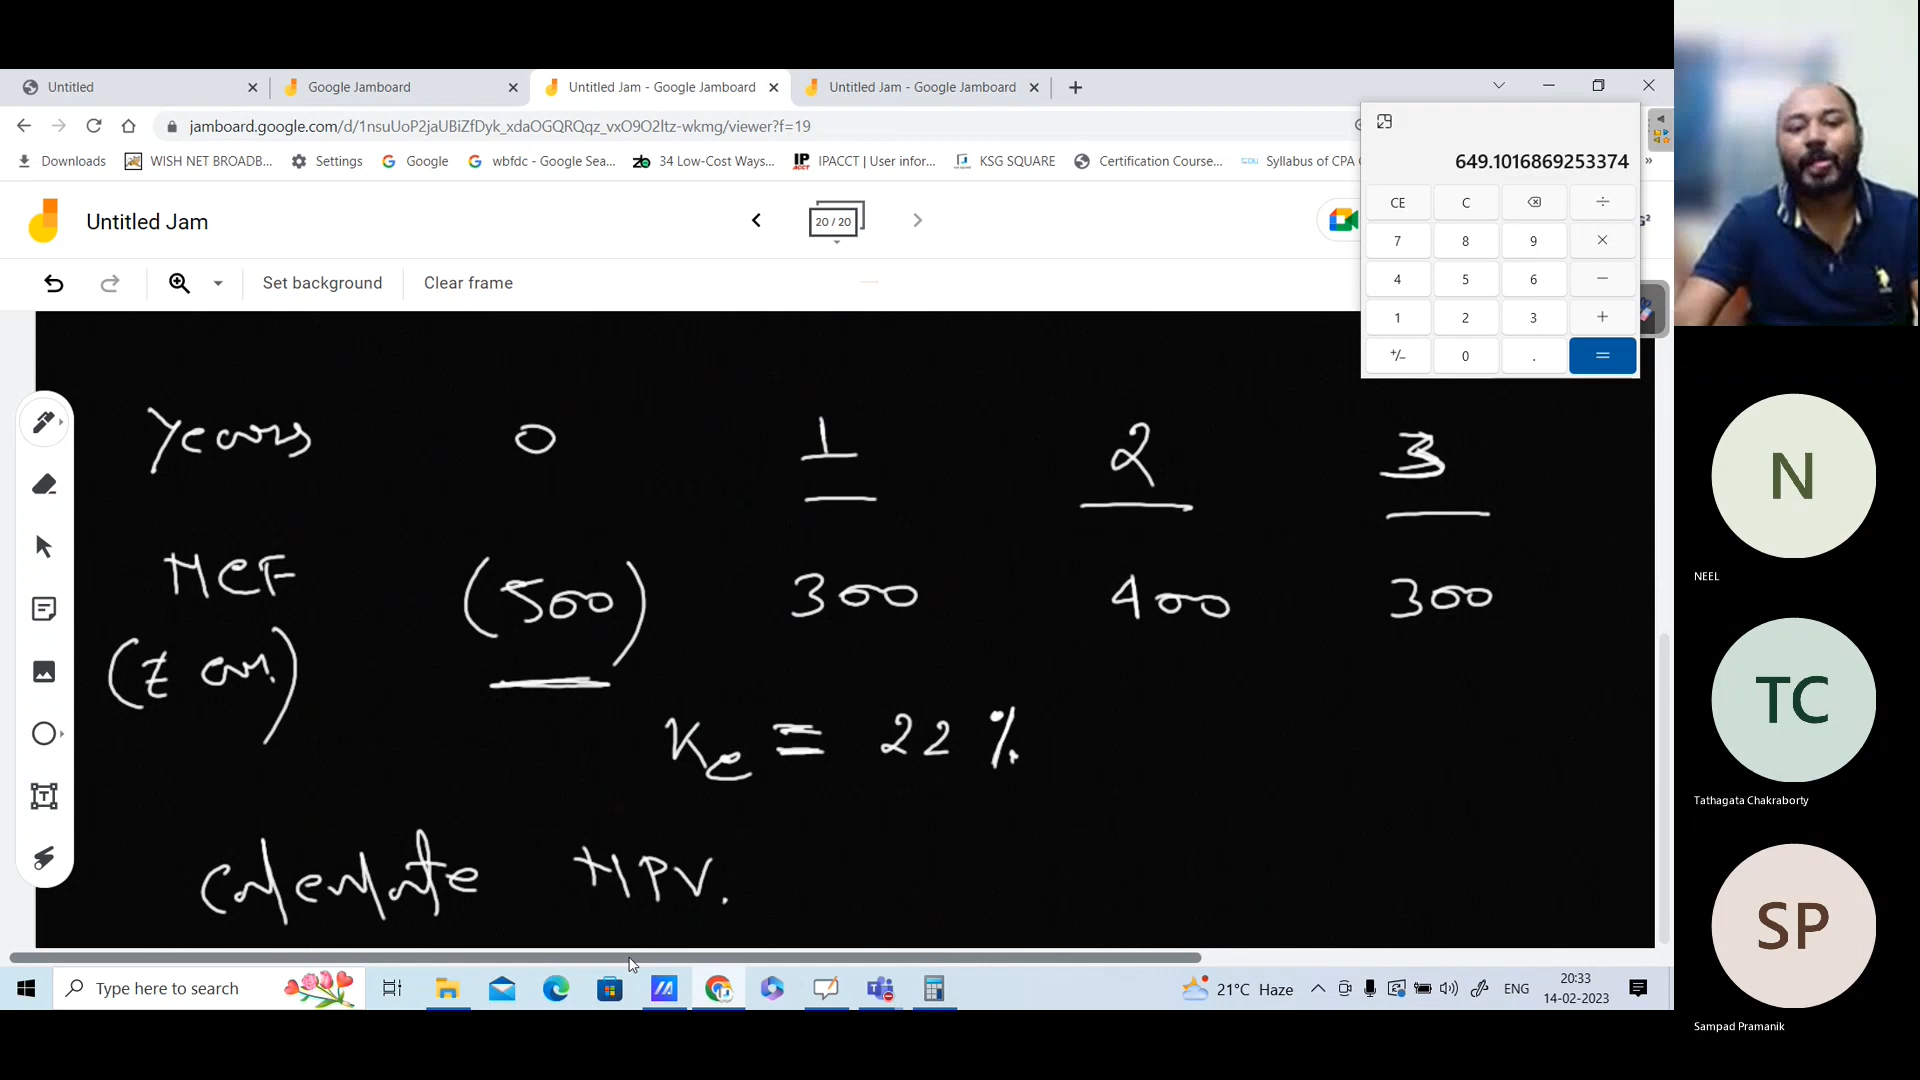 Untitled
Google Jamboard
Untitled Jam - Google Jamboard
Untitled Jam - Google Jamboard
jamboard.google.com/d/1nsuUoP2jaUBiZfDyk_xdaOGQRQqz_vxO9O2ltz-wkmg/viewer?f=19
Downloads WISH NET BROADB... Settings Google wbfdc - Google Sea... 34 Low-Cost Ways... IPACCT | User infor... KSG SQUARE Certification Course... Syllabus of CPA
Untitled Jam
20 / 20
Set background Clear frame
649.1016869253374
CE C ÷
7 8 9 ×
4 5 6 −
1 2 3 +
+/− 0 . =
Years 0 1 2 3
NCF (500) 300 400 300
(₹ cr.)
Ke = 22 %
Calculate NPV.
Type here to search
21°C Haze
ENG
20:33
14-02-2023
N
NEEL
TC
Tathagata Chakraborty
SP
Sampad Pramanik